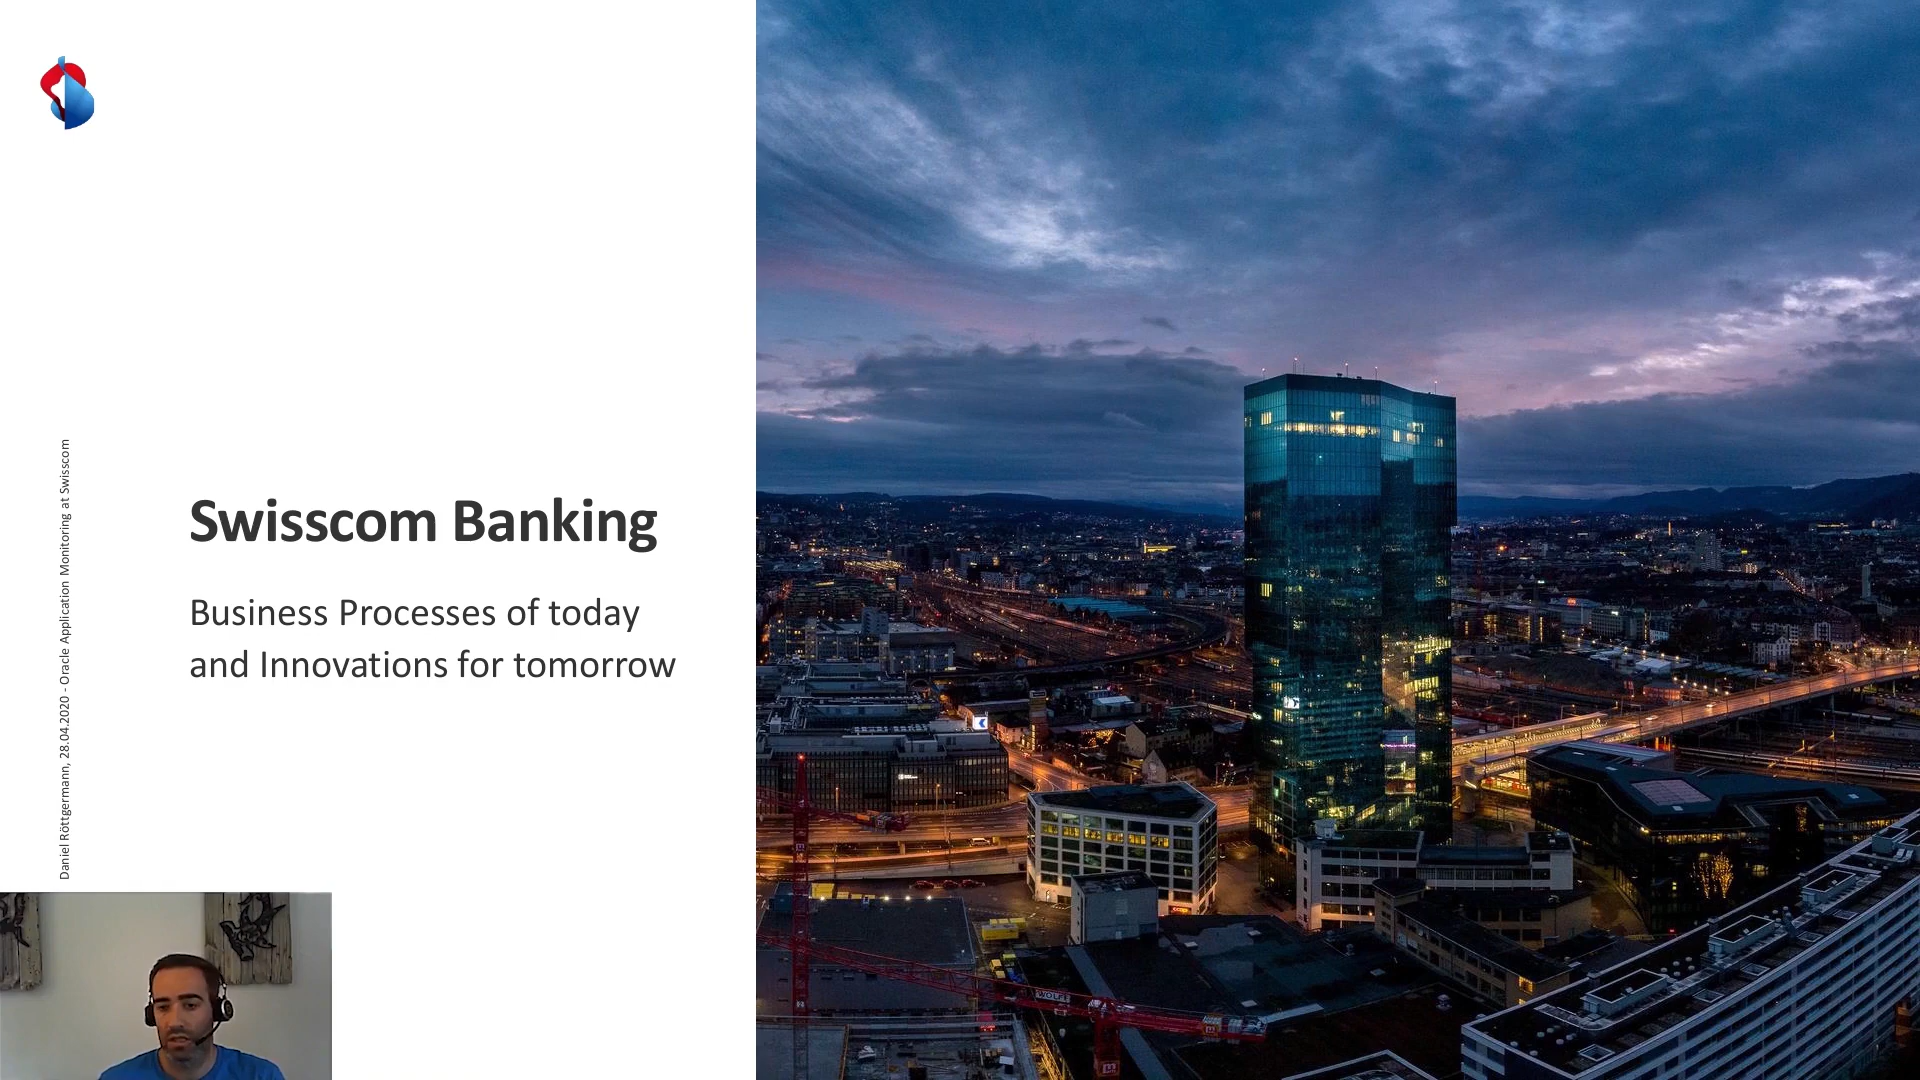 Swisscom Banking
Business Processes of today
and Innovations for tomorrow
Daniel Röttgermann, 28.04.2020 - Oracle Application Monitoring at Swisscom
WOLFF